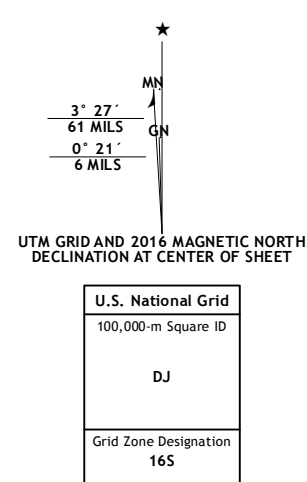 MN
3° 27´
61 MILS
GN
0° 21´
6 MILS
UTM GRID AND 2016 MAGNETIC NORTH
DECLINATION AT CENTER OF SHEET
U.S. National Grid
100,000-m Square ID
DJ
Grid Zone Designation
16S